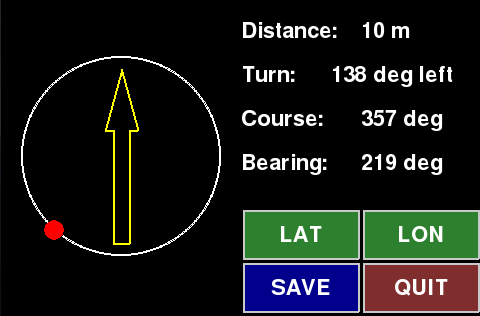 Distance: 10 m
Turn: 138 deg left
Course: 357 deg
Bearing: 219 deg
LAT LON
SAVE QUIT